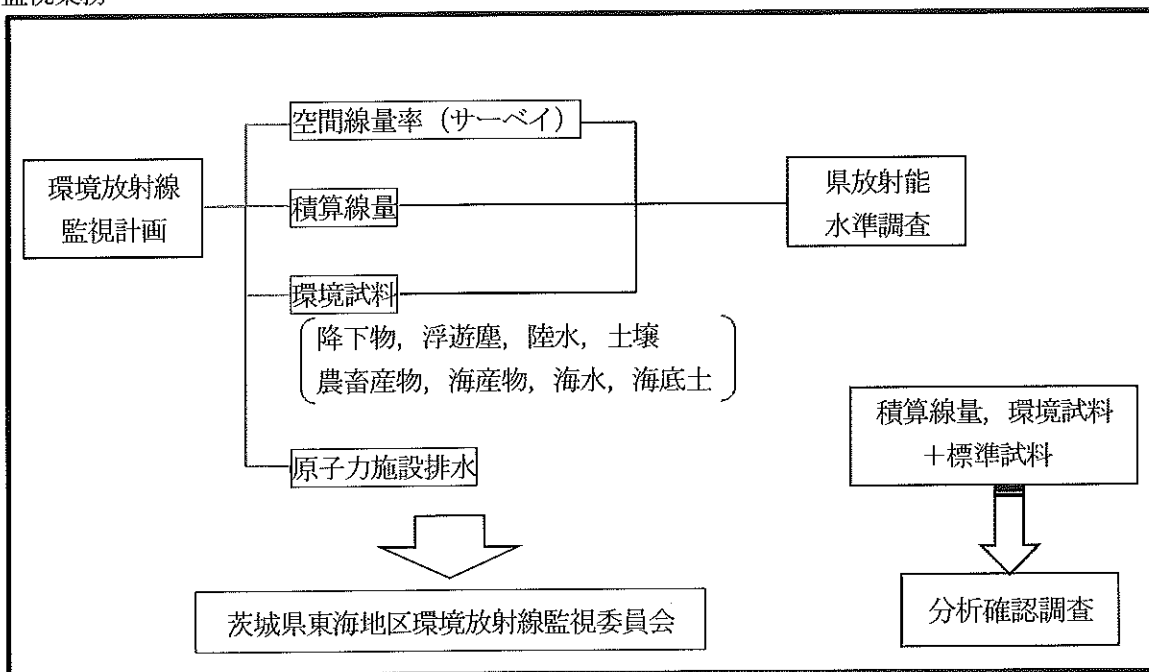 監視業務
空間線量率（サーベイ）
環境放射線
監視計画
積算線量
県放射能
水準調査
環境試料
降下物，浮遊塵，陸水，土壌
農畜産物，海産物，海水，海底土
原子力施設排水
積算線量，環境試料
＋標準試料
茨城県東海地区環境放射線監視委員会
分析確認調査